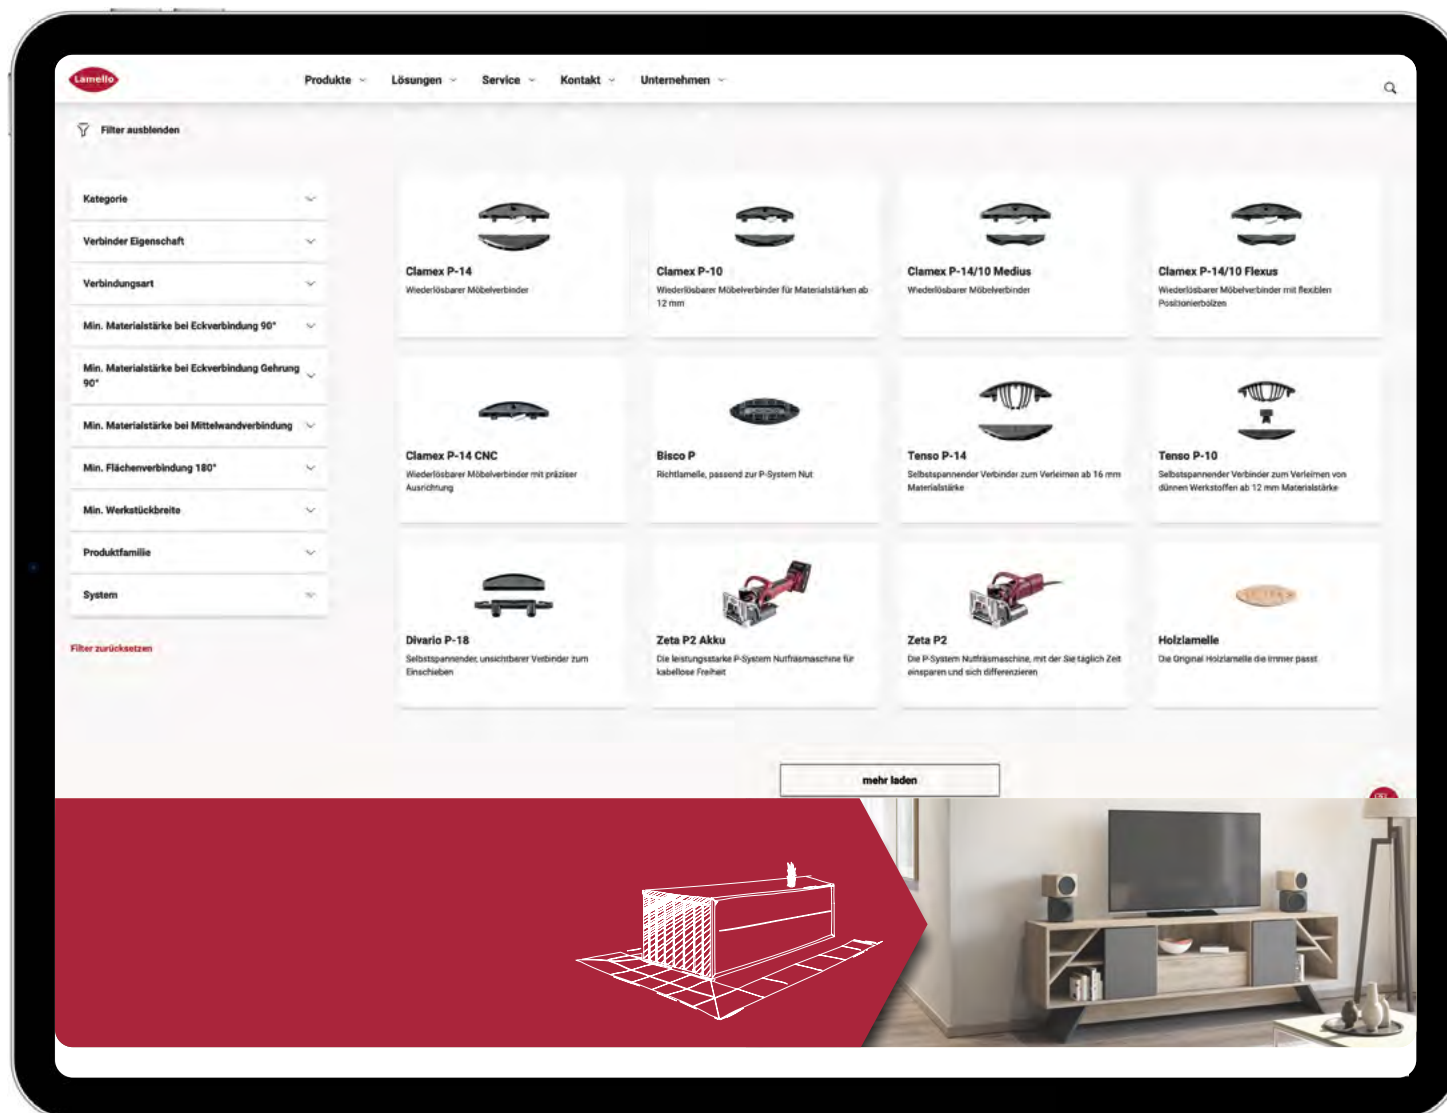 Lamello
Produkte
Lösungen
Service
Kontakt
Unternehmen
Filter ausblenden
Kategorie
Verbinder Eigenschaft
Verbindungsart
Min. Materialstärke bei Eckverbindung 90°
Min. Materialstärke bei Eckverbindung Gehrung
90°
Min. Materialstärke bei Mittelwandverbindung
Min. Flächenverbindung 180°
Min. Werkstückbreite
Produktfamilie
System
Filter zurücksetzen
Clamex P-14
Wiederlösbarer Möbelverbinder
Clamex P-10
Wiederlösbarer Möbelverbinder für Materialstärken ab
12 mm
Clamex P-14/10 Medius
Wiederlösbarer Möbelverbinder
Clamex P-14/10 Flexus
Wiederlösbarer Möbelverbinder mit flexiblen
Positionierbolzen
Clamex P-14 CNC
Wiederlösbarer Möbelverbinder mit präziser
Ausrichtung
Bisco P
Richtlamelle, passend zur P-System Nut
Tenso P-14
Selbstspannender Verbinder zum Verleimen ab 16 mm
Materialstärke
Tenso P-10
Selbstspannender Verbinder zum Verleimen von
dünnen Werkstoffen ab 12 mm Materialstärke
Divario P-18
Selbstspannender, unsichtbarer Verbinder zum
Einschieben
Zeta P2 Akku
Die leistungsstarke P-System Nutfräsmaschine für
kabellose Freiheit
Zeta P2
Die P-System Nutfräsmaschine, mit der Sie täglich Zeit
einsparen und sich differenzieren
Holzlamelle
Die Original Holzlamelle die immer passt
mehr laden